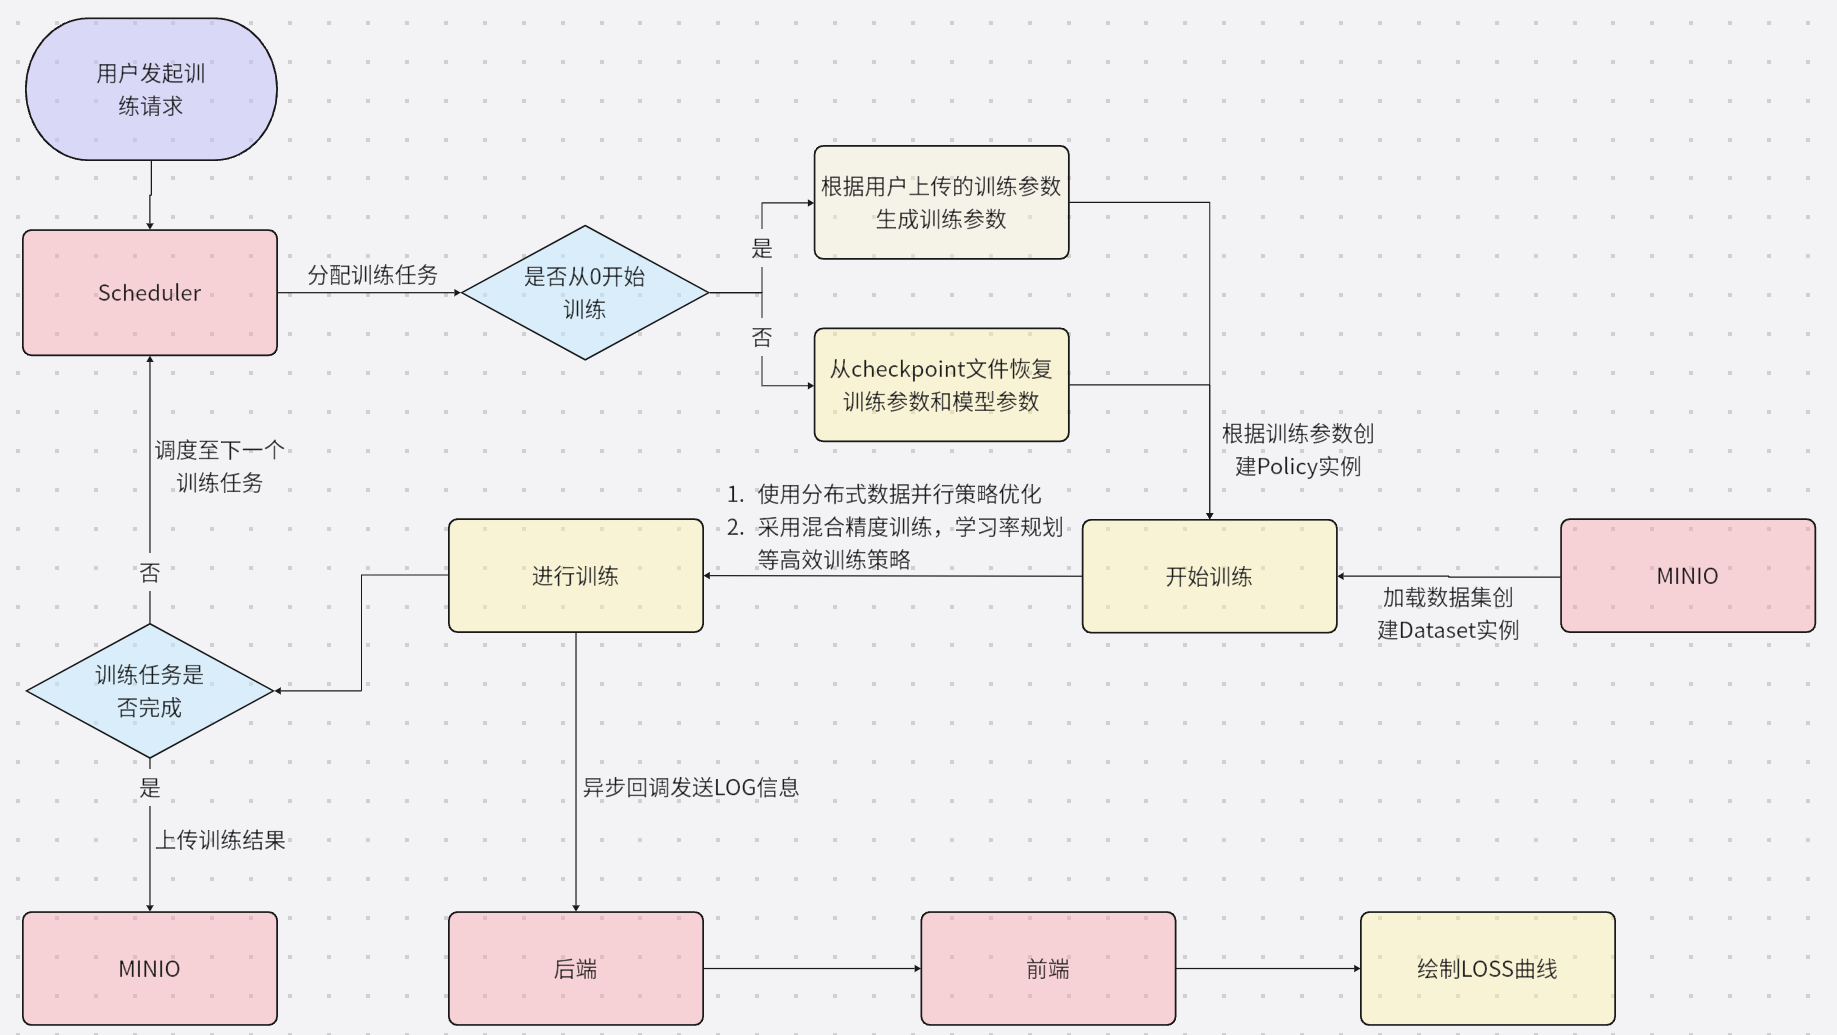 用户发起训
练请求
根据用户上传的训练参数
生成训练参数
是
分配训练任务
是否从0开始
训练
Scheduler
否
从checkpoint文件恢复
训练参数和模型参数
调度至下一个
训练任务
根据训练参数创
建Policy实例
1. 使用分布式数据并行策略优化
2. 采用混合精度训练，学习率规划
等高效训练策略
否
进行训练
开始训练
MINIO
加载数据集创
建Dataset实例
训练任务是
否完成
是
异步回调发送LOG信息
上传训练结果
MINIO
后端
前端
绘制LOSS曲线